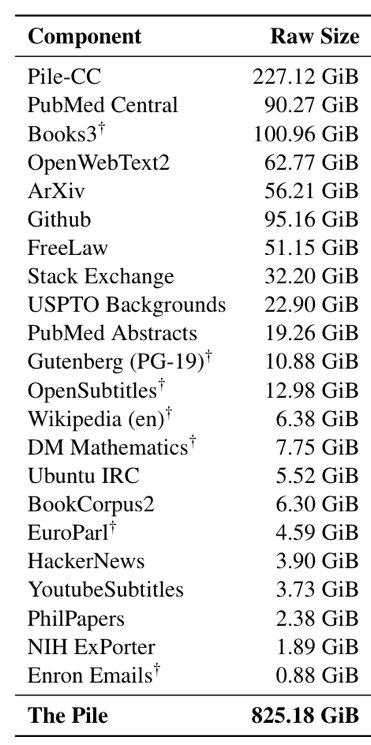 Component Raw Size
Pile-CC 227.12 GiB
PubMed Central 90.27 GiB
Books3† 100.96 GiB
OpenWebText2 62.77 GiB
ArXiv 56.21 GiB
Github 95.16 GiB
FreeLaw 51.15 GiB
Stack Exchange 32.20 GiB
USPTO Backgrounds 22.90 GiB
PubMed Abstracts 19.26 GiB
Gutenberg (PG-19)† 10.88 GiB
OpenSubtitles† 12.98 GiB
Wikipedia (en)† 6.38 GiB
DM Mathematics† 7.75 GiB
Ubuntu IRC 5.52 GiB
BookCorpus2 6.30 GiB
EuroParl† 4.59 GiB
HackerNews 3.90 GiB
YoutubeSubtitles 3.73 GiB
PhilPapers 2.38 GiB
NIH ExPorter 1.89 GiB
Enron Emails† 0.88 GiB
The Pile 825.18 GiB